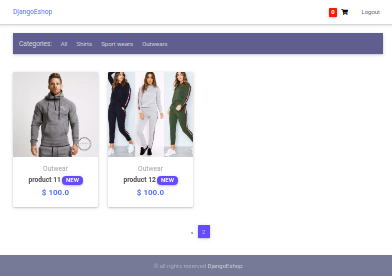 DjangoEshop
0
Logout
Categories: All Shirts Sport wears Outwears
Outwear
product 11 NEW
$ 100.0
Outwear
product 12 NEW
$ 100.0
2
© all rights reserved DjangoEshop